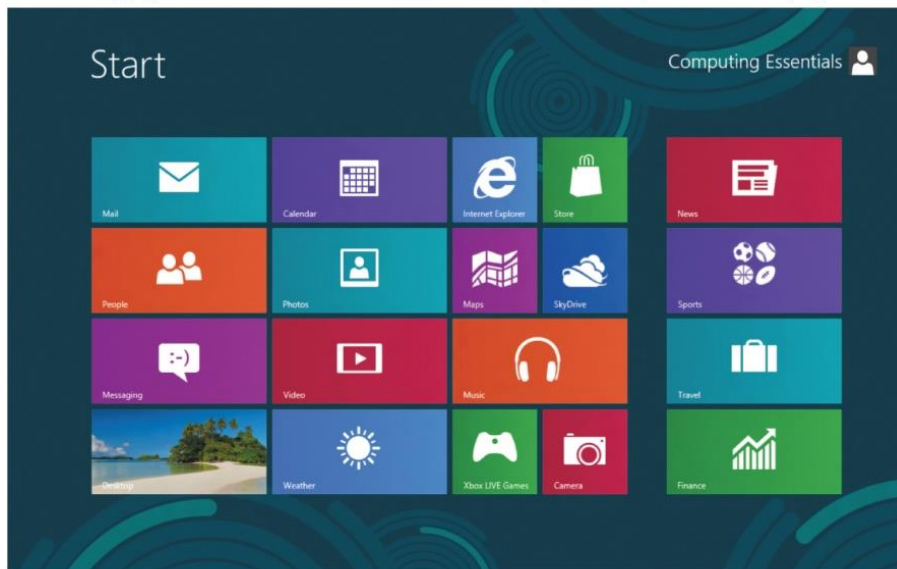 Start
Computing Essentials
Mail
Calendar
Internet Explorer
Store
News
People
Photos
Maps
SkyDrive
Sports
:-)
Messaging
Video
Music
Travel
Desktop
Weather
Xbox LIVE Games
Camera
Finance